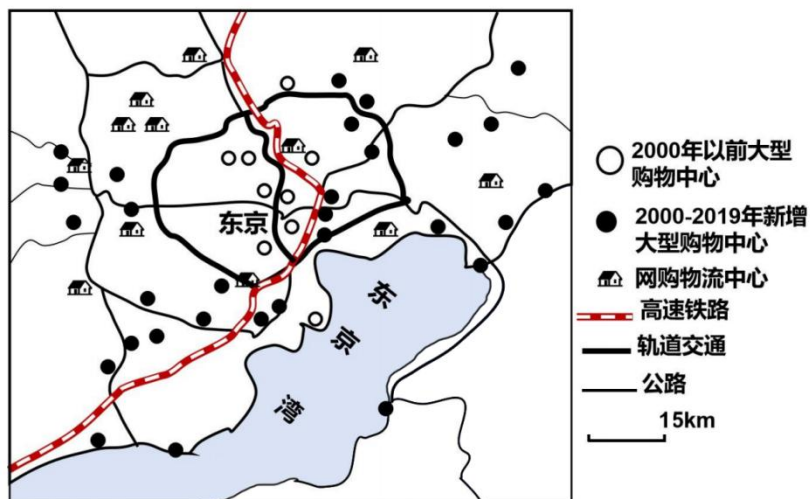 东京
东
京
湾
2000年以前大型
购物中心
2000-2019年新增
大型购物中心
网购物流中心
高速铁路
轨道交通
公路
15km